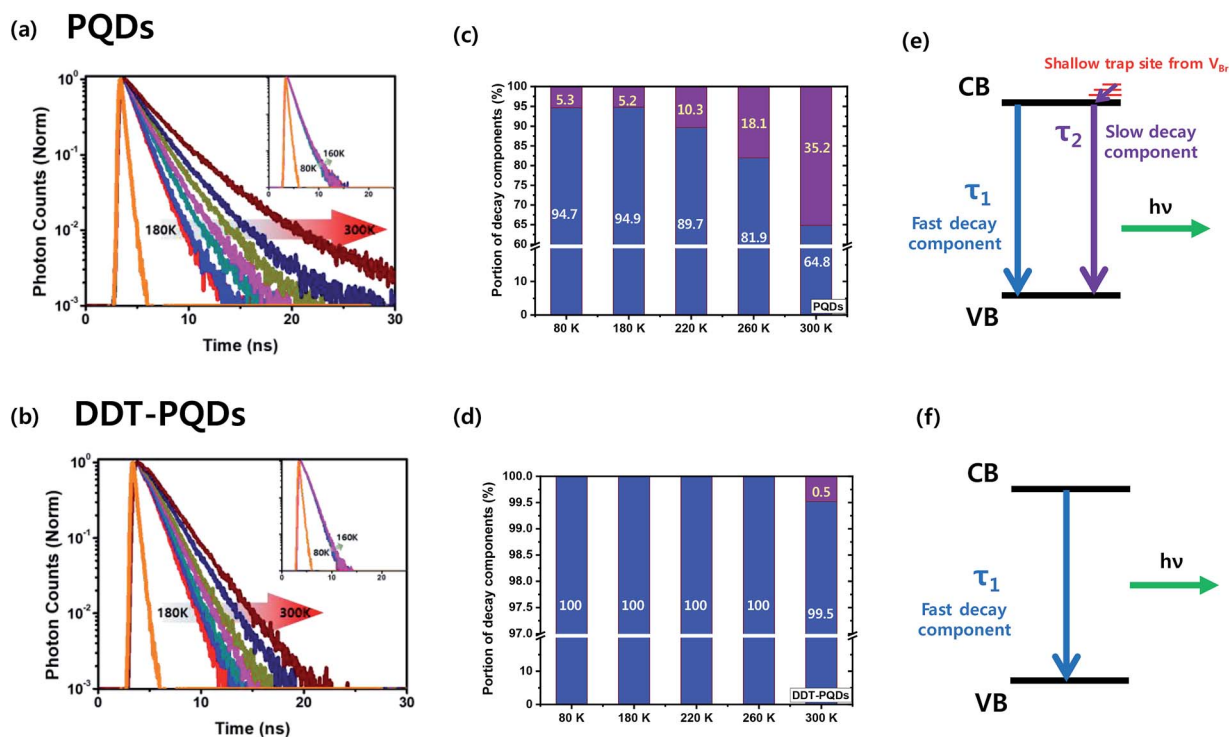 (a) PQDs
Photon Counts (Norm)
10⁰
10⁻¹
10⁻²
10⁻³
180K
300K
80K
160K
0 10 20
0 10 20 30
Time (ns)
(c)
Portion of decay components (%)
100
95
90
85
80
75
70
65
60
10
0
5.3
5.2
10.3
18.1
35.2
94.7
94.9
89.7
81.9
64.8
PQDs
80 K 180 K 220 K 260 K 300 K
(e)
Shallow trap site from V_Br
CB
τ₂ Slow decay
component
τ₁
Fast decay
component
hν
VB
(b) DDT-PQDs
Photon Counts (Norm)
10⁰
10⁻¹
10⁻²
10⁻³
180K
300K
80K
160K
0 10 20
0 10 20 30
Time (ns)
(d)
Portion of decay components (%)
100.0
99.5
99.0
98.5
98.0
97.5
97.0
10
0
0.5
100
100
100
100
99.5
DDT-PQDs
80 K 180 K 220 K 260 K 300 K
(f)
CB
τ₁
Fast decay
component
hν
VB